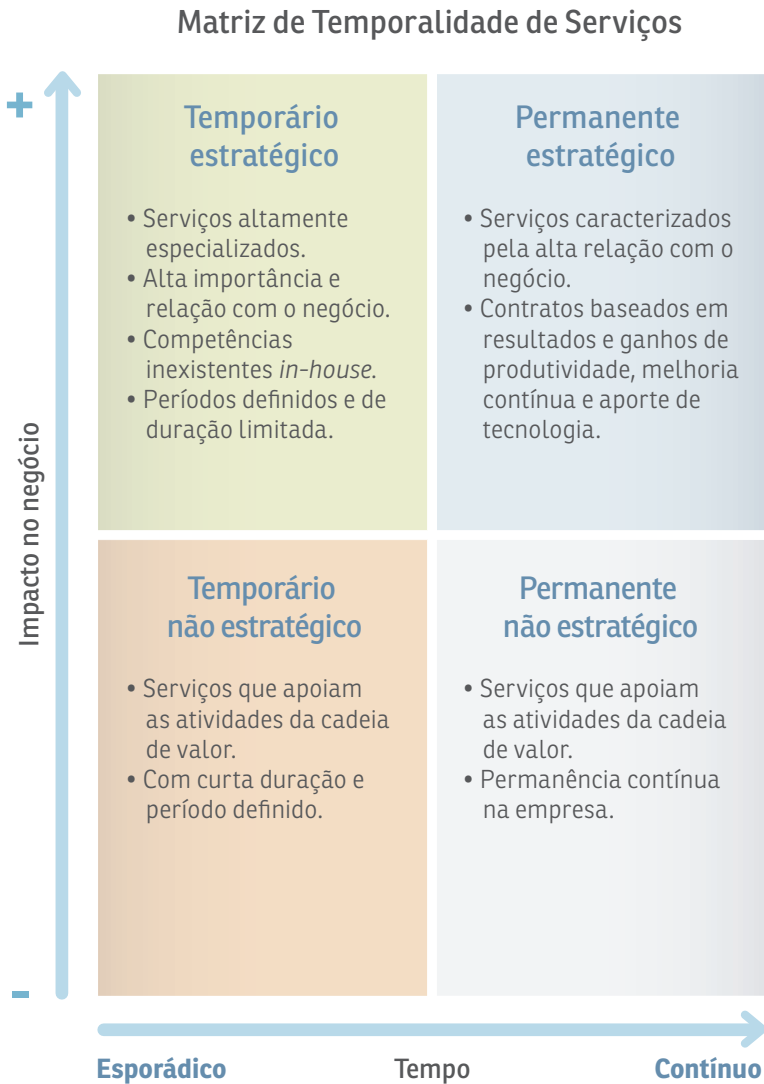 Matriz de Temporalidade de Serviços
+
Impacto no negócio
-
Temporário
estratégico
• Serviços altamente
especializados.
• Alta importância e
relação com o negócio.
• Competências
inexistentes in-house.
• Períodos definidos e de
duração limitada.
Permanente
estratégico
• Serviços caracterizados
pela alta relação com o
negócio.
• Contratos baseados em
resultados e ganhos de
produtividade, melhoria
contínua e aporte de
tecnologia.
Temporário
não estratégico
• Serviços que apoiam
as atividades da cadeia
de valor.
• Com curta duração e
período definido.
Permanente
não estratégico
• Serviços que apoiam
as atividades da cadeia
de valor.
• Permanência contínua
na empresa.
Esporádico
Tempo
Contínuo